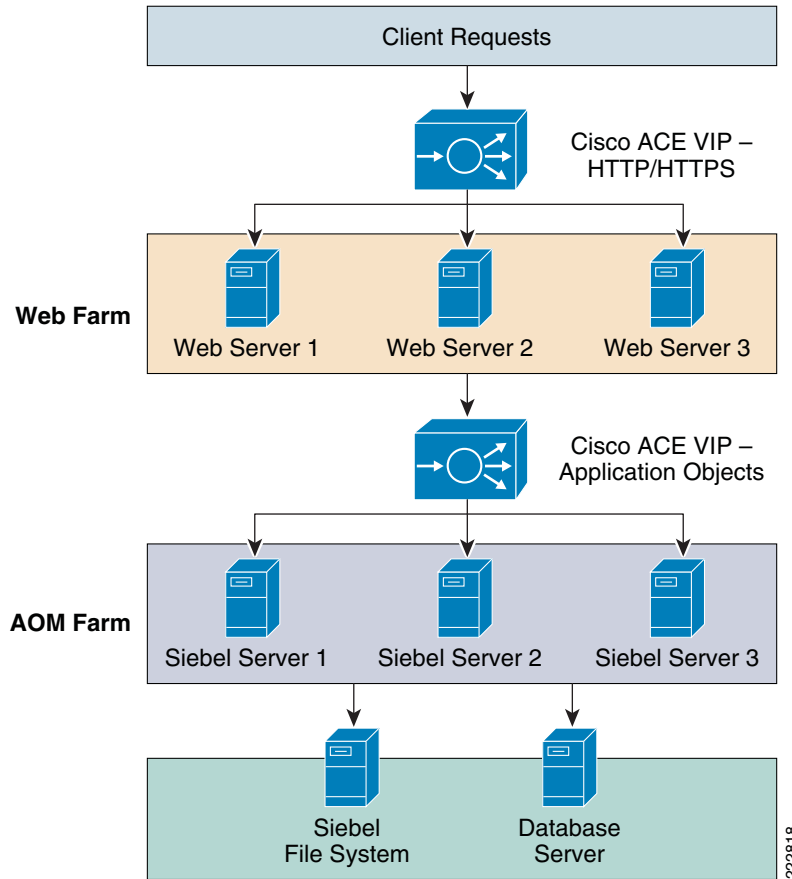 Client Requests
Cisco ACE VIP –
HTTP/HTTPS
Web Farm
Web Server 1
Web Server 2
Web Server 3
Cisco ACE VIP –
Application Objects
AOM Farm
Siebel Server 1
Siebel Server 2
Siebel Server 3
Siebel
File System
Database
Server
222818